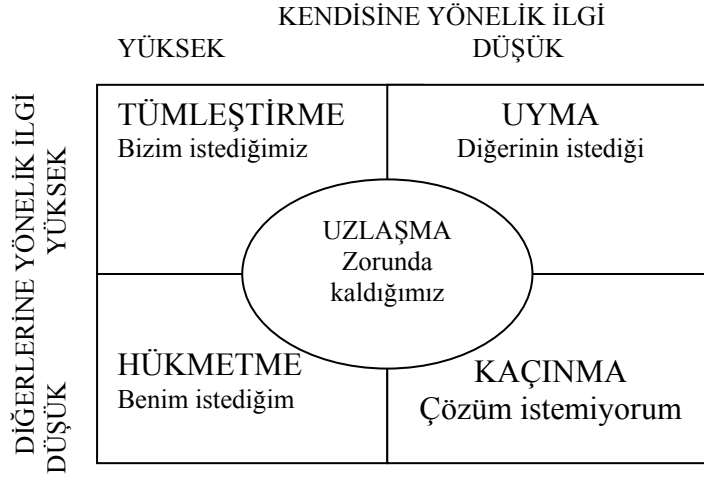 KENDİSİNE YÖNELİK İLGİ
YÜKSEK DÜŞÜK
DİĞERLERİNE YÖNELİK İLGİ
DÜŞÜK YÜKSEK
TÜMLEŞTİRME
Bizim istediğimiz
UYMA
Diğerinin istediği
UZLAŞMA
Zorunda
kaldığımız
HÜKMETME
Benim istediğim
KAÇINMA
Çözüm istemiyorum